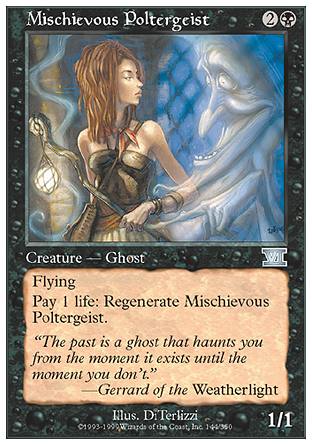 Mischievous Poltergeist 2
Creature — Ghost
VI
Flying
Pay 1 life: Regenerate Mischievous
Poltergeist.
"The past is a ghost that haunts you
from the moment it exists until the
moment you don't."
—Gerrard of the Weatherlight
Illus. DiTerlizzi
©1993-1999 Wizards of the Coast, Inc. 144/350
1/1